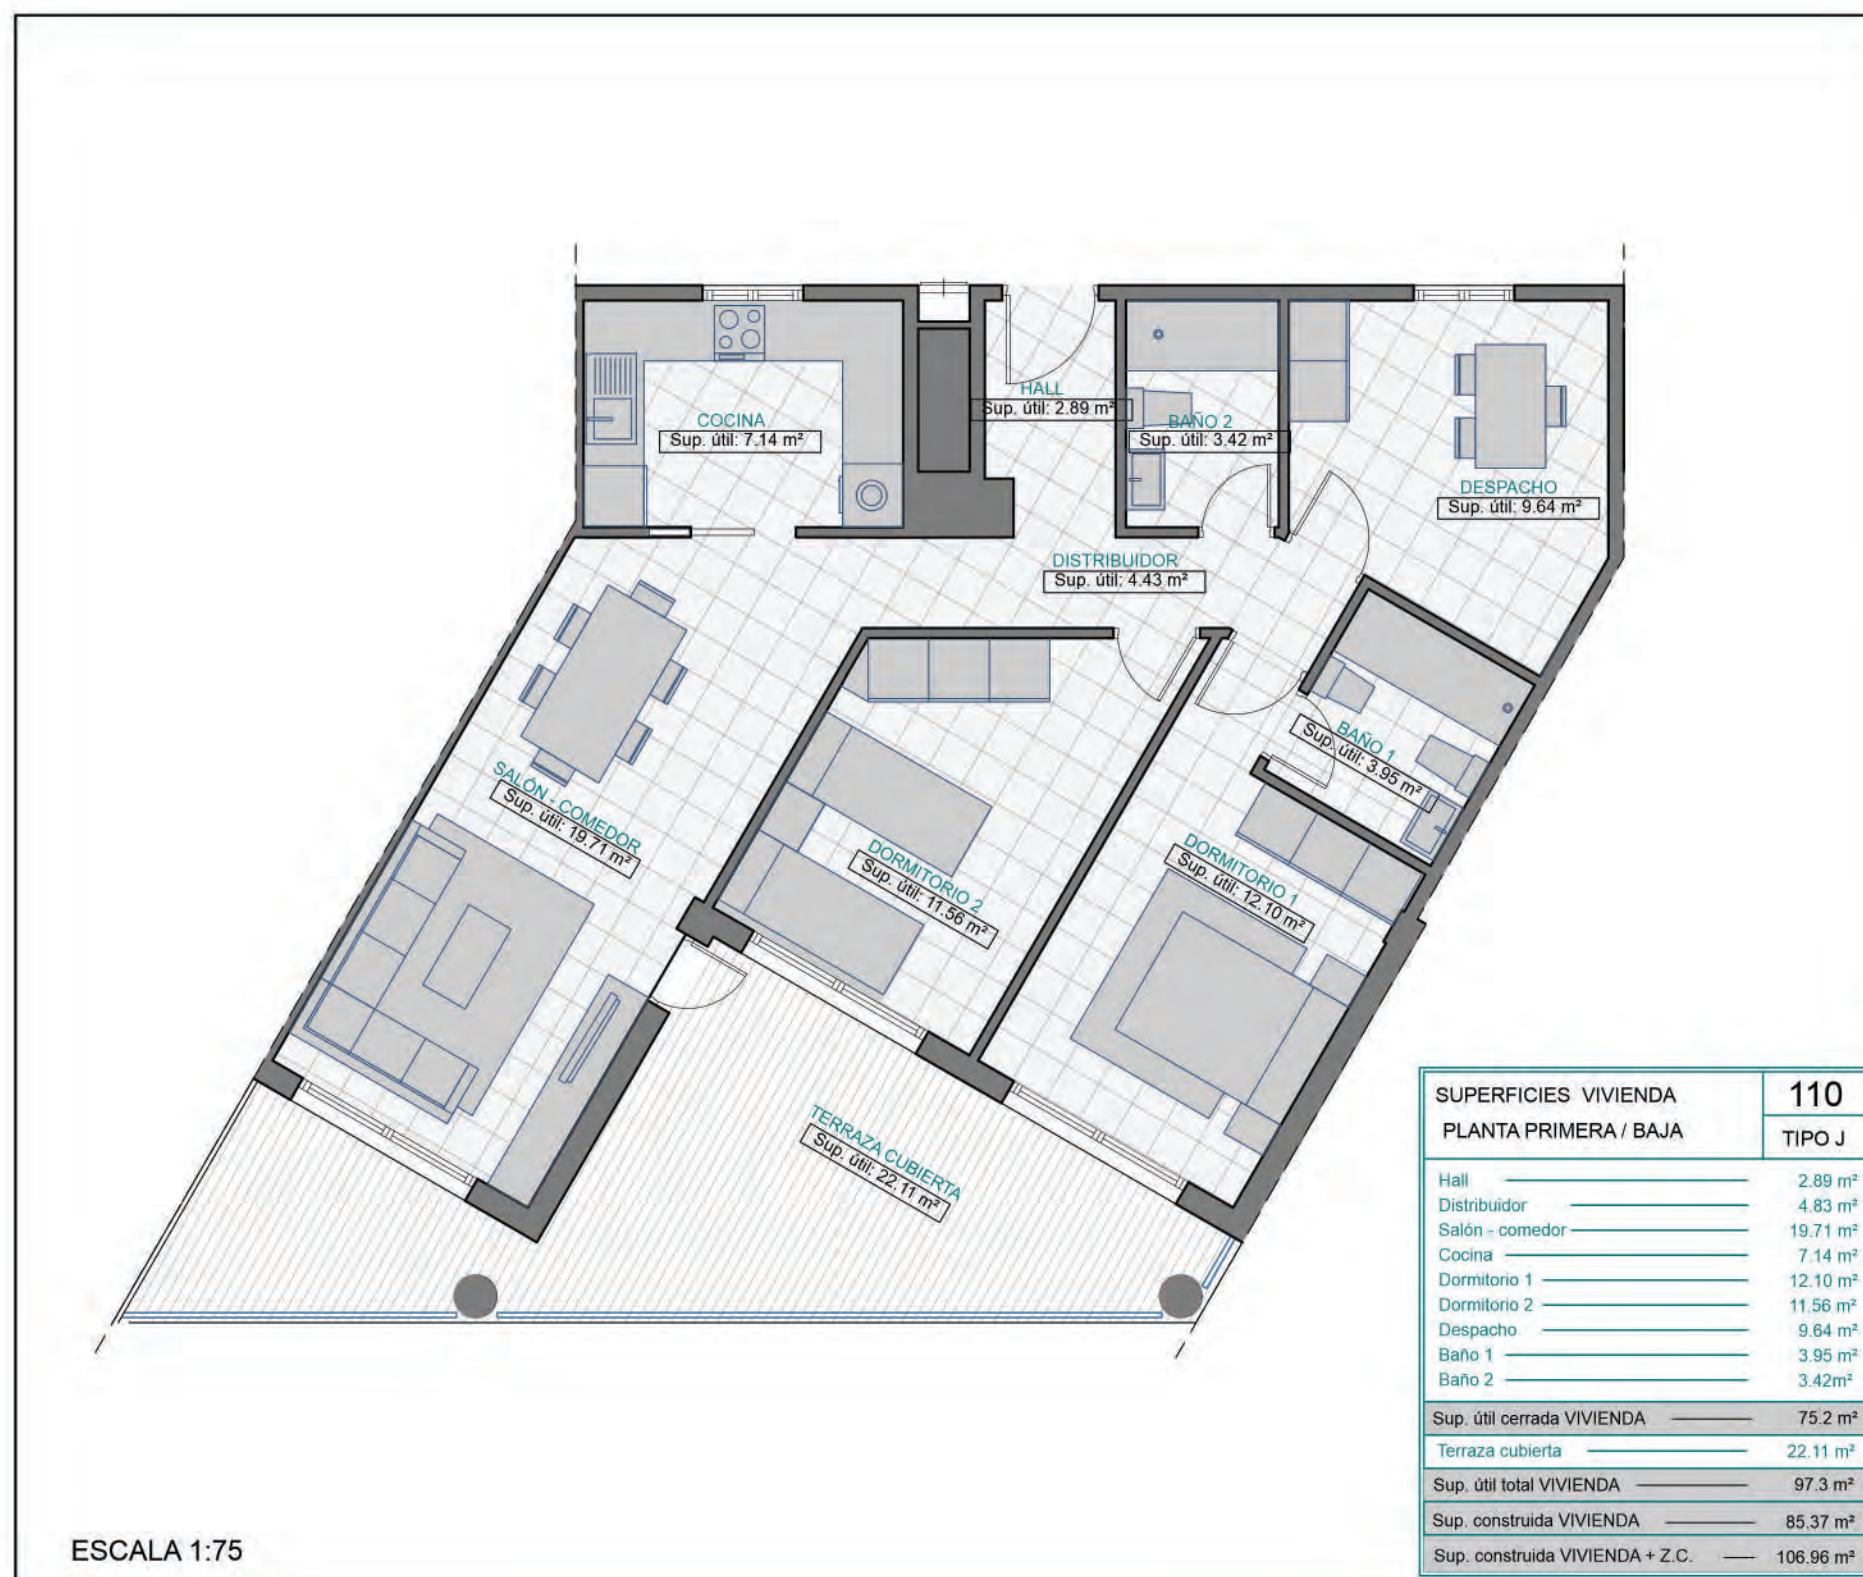 HALL
Sup. útil: 2.89 m²
COCINA
Sup. útil: 7.14 m²
BAÑO 2
Sup. útil: 3.42 m²
DESPACHO
Sup. útil: 9.64 m²
DISTRIBUIDOR
Sup. útil: 4.43 m²
BAÑO 1
Sup. útil: 3.95 m²
SALÓN - COMEDOR
Sup. útil: 19.71 m²
DORMITORIO 2
Sup. útil: 11.56 m²
DORMITORIO 1
Sup. útil: 12.10 m²
TERRAZA CUBIERTA
Sup. útil: 22.11 m²
SUPERFICIES VIVIENDA 110
PLANTA PRIMERA / BAJA TIPO J
Hall 2.89 m²
Distribuidor 4.83 m²
Salón - comedor 19.71 m²
Cocina 7.14 m²
Dormitorio 1 12.10 m²
Dormitorio 2 11.56 m²
Despacho 9.64 m²
Baño 1 3.95 m²
Baño 2 3.42m²
Sup. útil cerrada VIVIENDA 75.2 m²
Terraza cubierta 22.11 m²
Sup. útil total VIVIENDA 97.3 m²
Sup. construida VIVIENDA 85.37 m²
Sup. construida VIVIENDA + Z.C. 106.96 m²
ESCALA 1:75